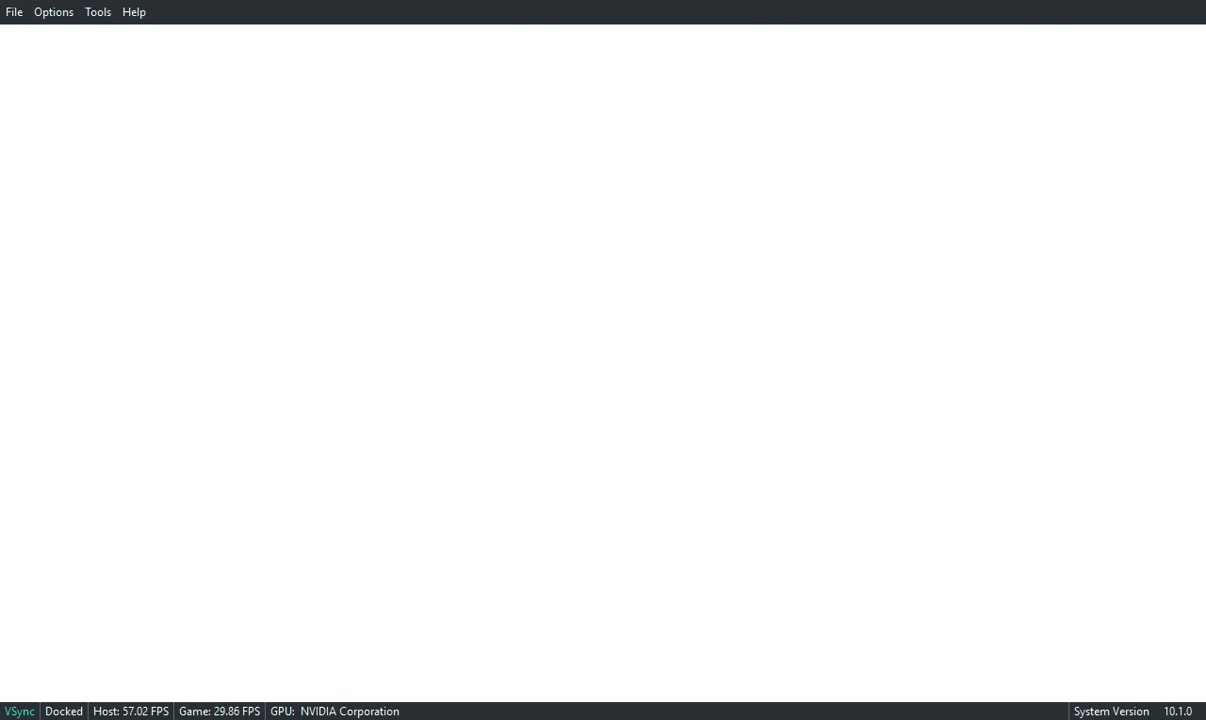 File Options Tools Help
VSync Docked Host: 57.02 FPS Game: 29.86 FPS GPU: NVIDIA Corporation System Version 10.1.0